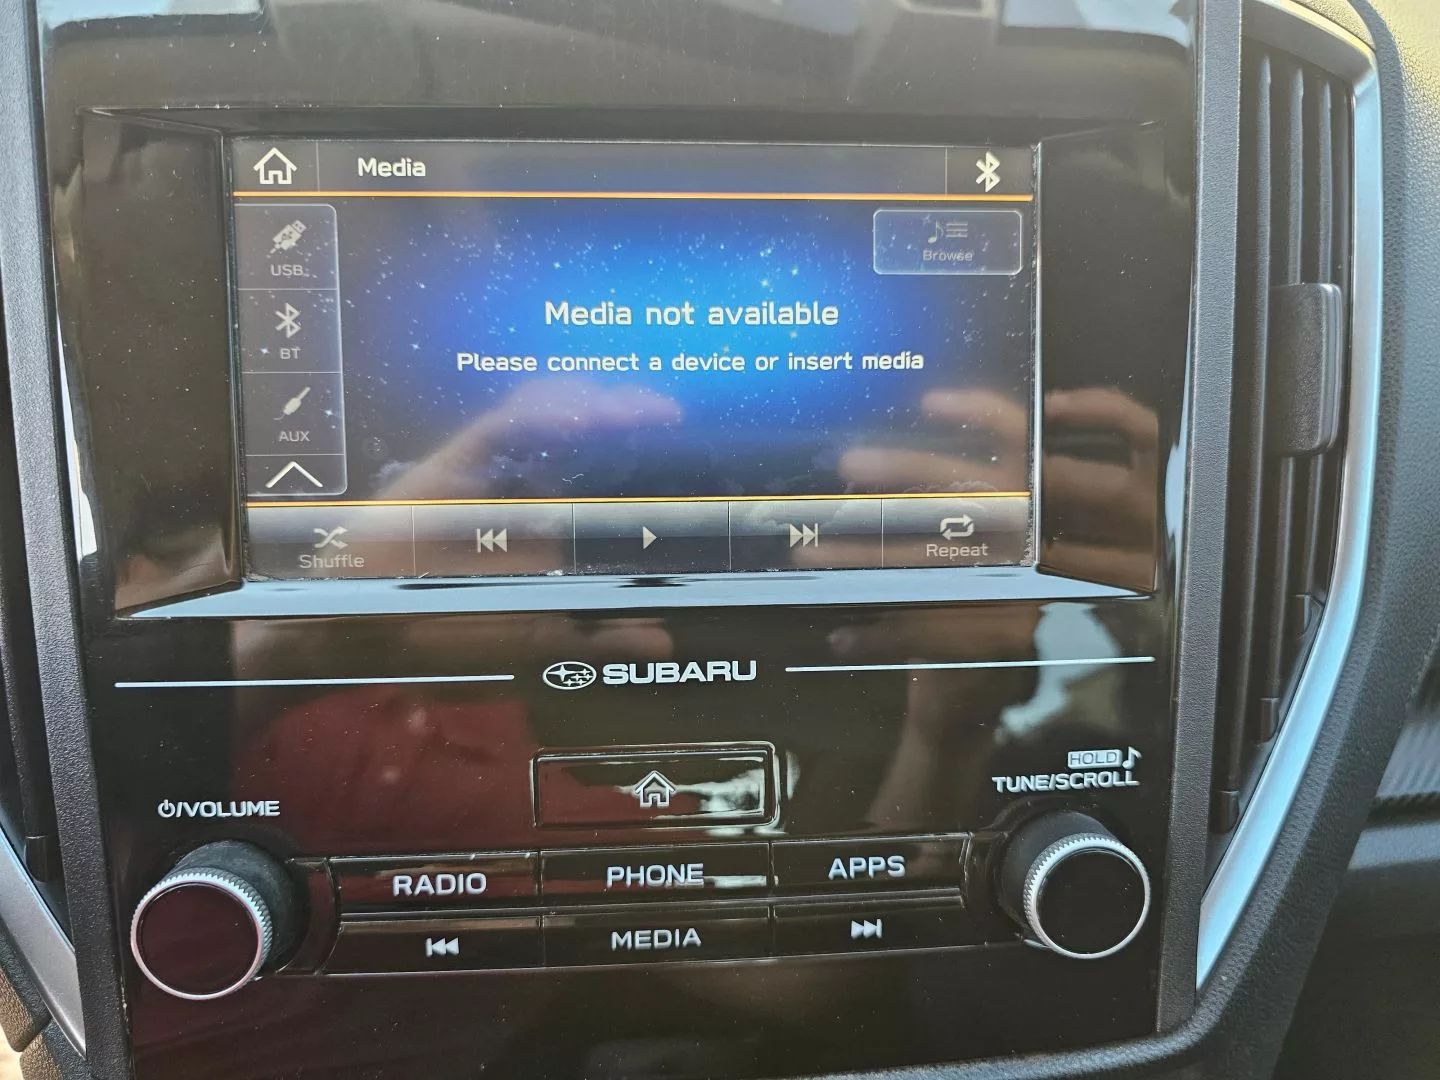 Media
USB
Browse
BT
Media not available
Please connect a device or insert media
AUX
Shuffle
Repeat
SUBARU
HOLD
TUNE/SCROLL
/VOLUME
RADIO
PHONE
APPS
MEDIA